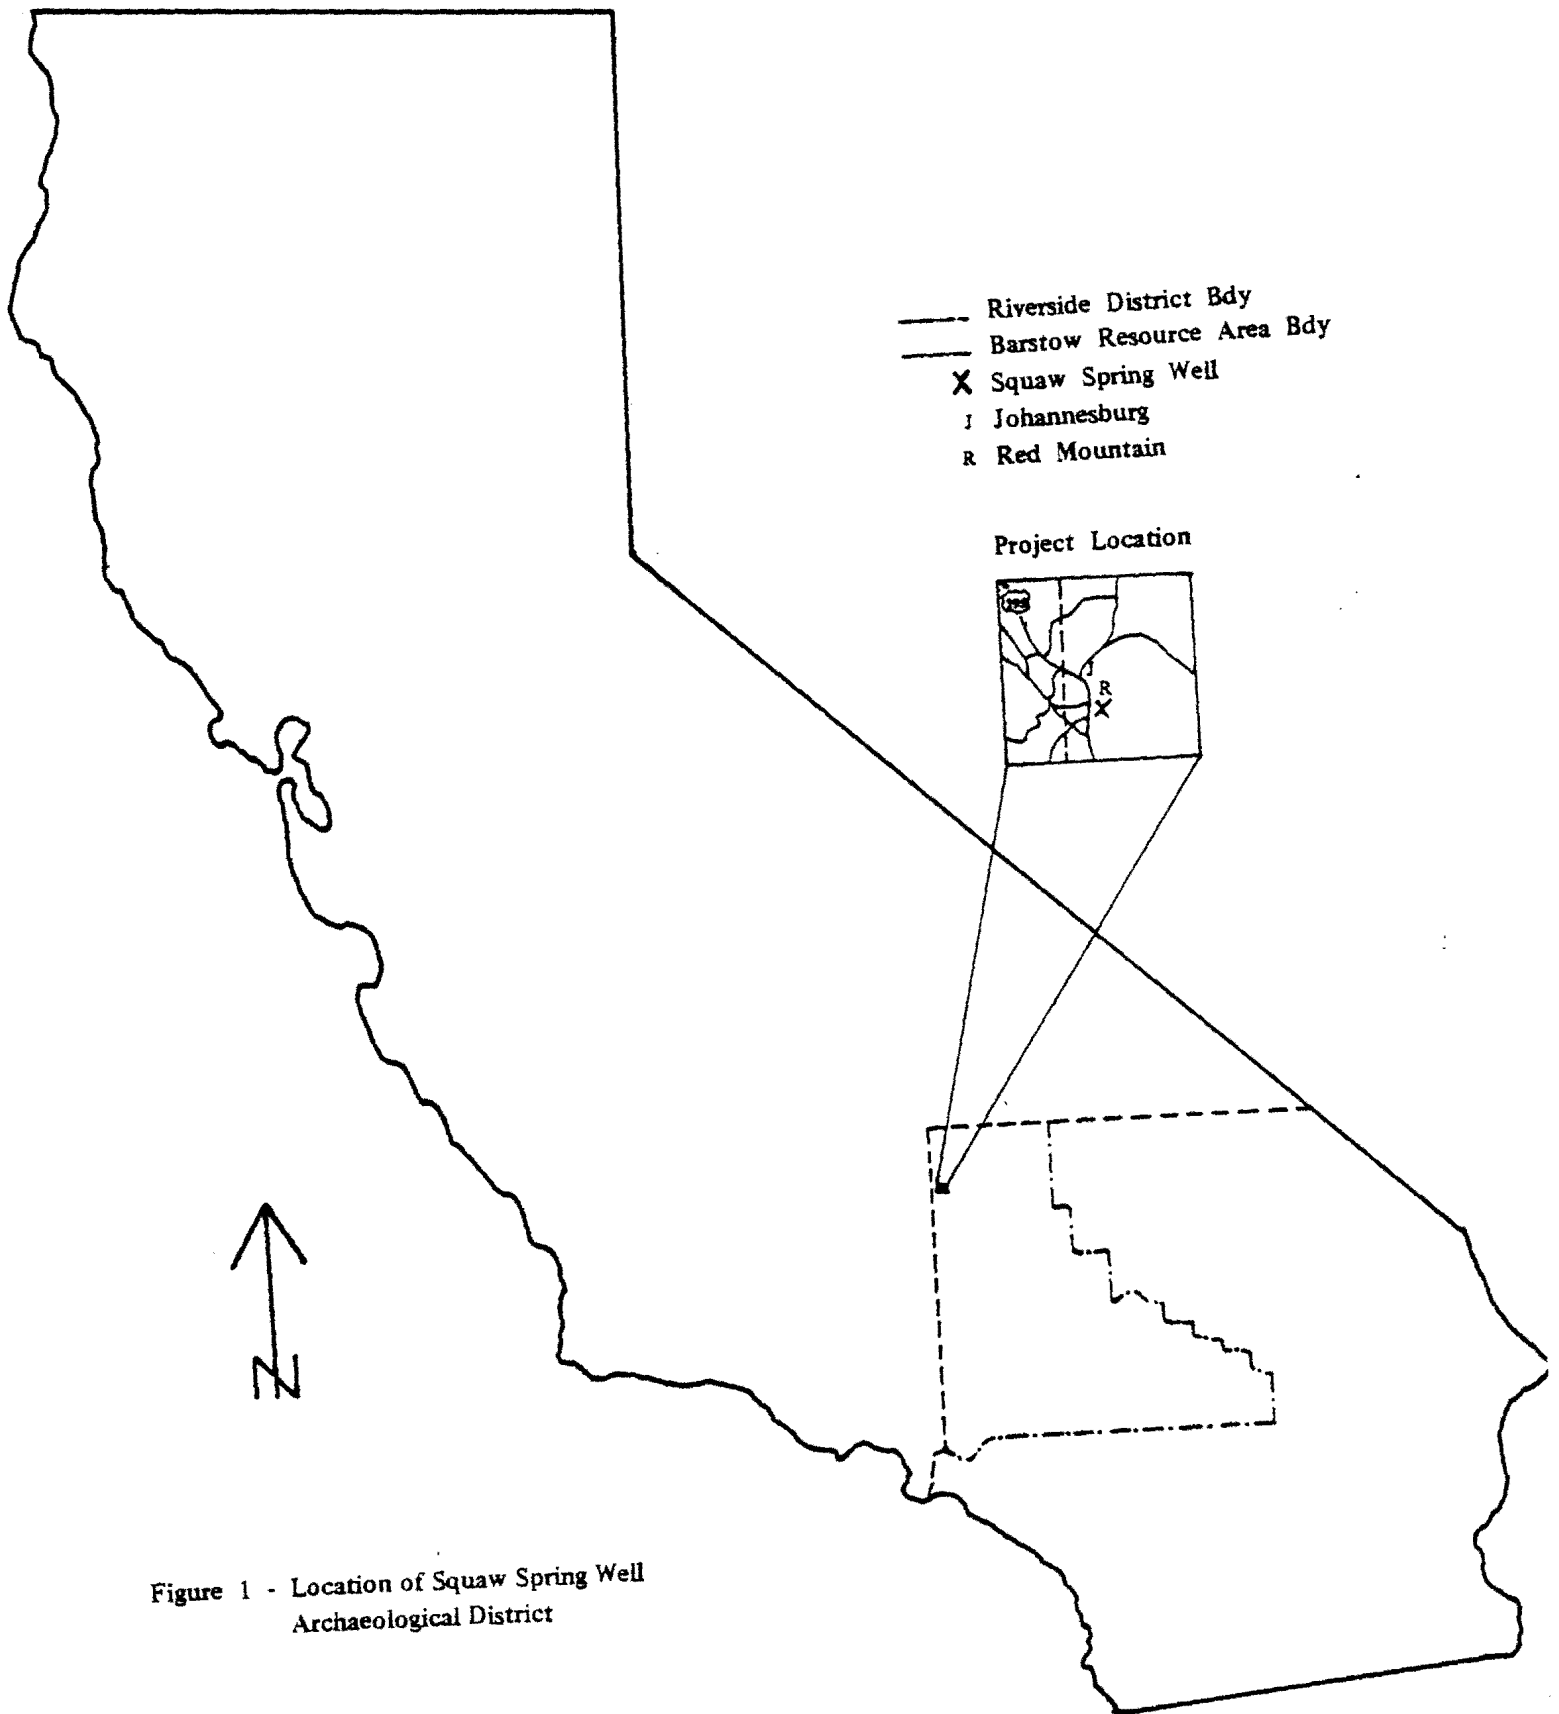 Riverside District Bdy
Barstow Resource Area Bdy
X Squaw Spring Well
J Johannesburg
R Red Mountain
Project Location
395
J
R
X
N
Figure 1 - Location of Squaw Spring Well
Archaeological District